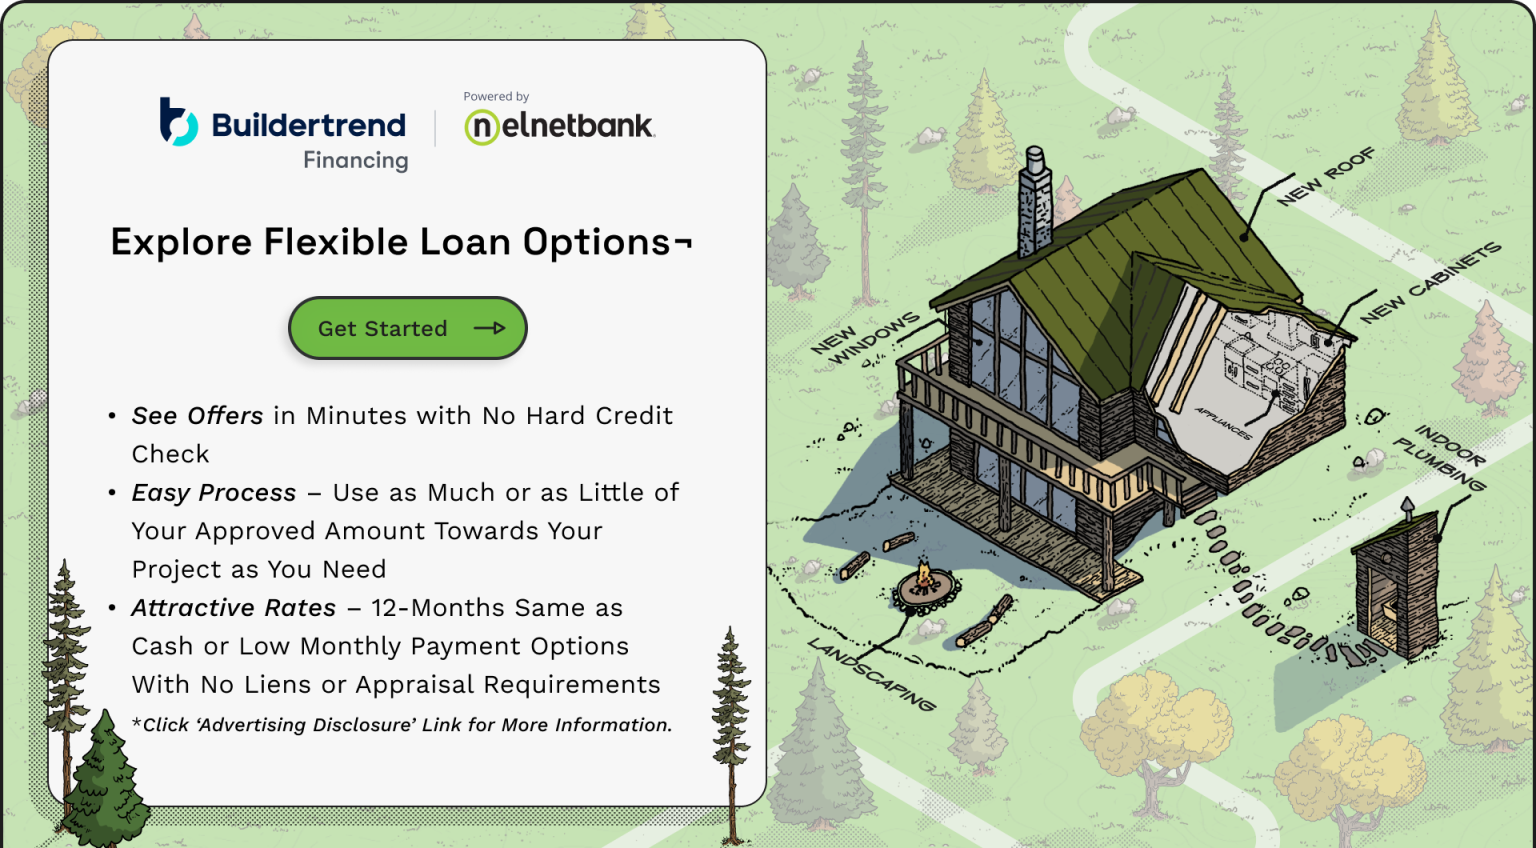 Buildertrend
Financing
Powered by
nelnetbank.
Explore Flexible Loan Options¬
Get Started
• See Offers in Minutes with No Hard Credit
Check
• Easy Process – Use as Much or as Little of
Your Approved Amount Towards Your
Project as You Need
• Attractive Rates – 12-Months Same as
Cash or Low Monthly Payment Options
With No Liens or Appraisal Requirements
*Click ‘Advertising Disclosure’ Link for More Information.
NEW ROOF
NEW CABINETS
NEW
WINDOWS
APPLIANCES
INDOOR
PLUMBING
LANDSCAPING